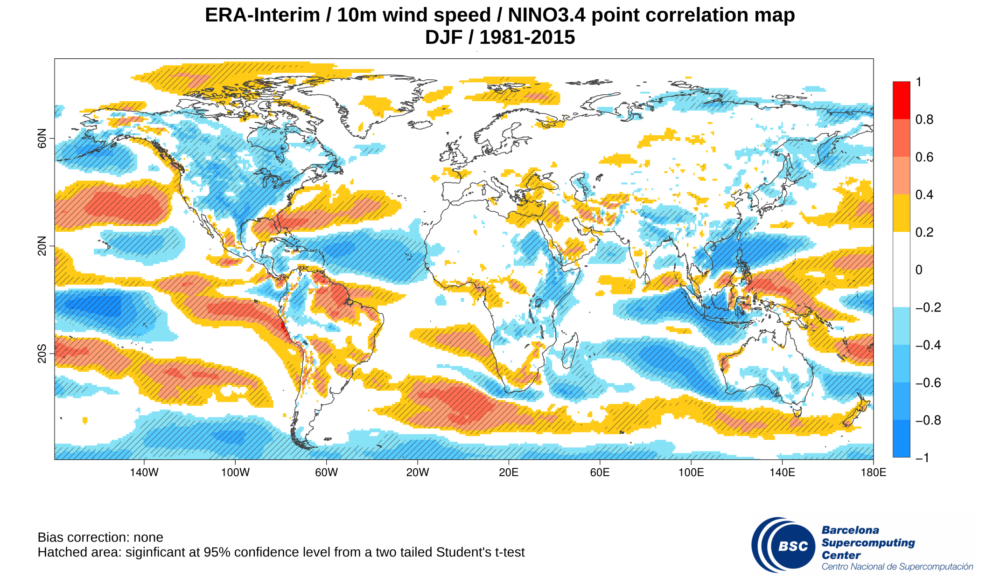 ERA-Interim / 10m wind speed / NINO3.4 point correlation map
DJF / 1981-2015
60N
20N
20S
140W 100W 60W 20W 20E 60E 100E 140E 180E
1
0.8
0.6
0.4
0.2
0
−0.2
−0.4
−0.6
−0.8
−1
Bias correction: none
Hatched area: siginficant at 95% confidence level from a two tailed Student's t-test
BSC
Barcelona
Supercomputing
Center
Centro Nacional de Supercomputación